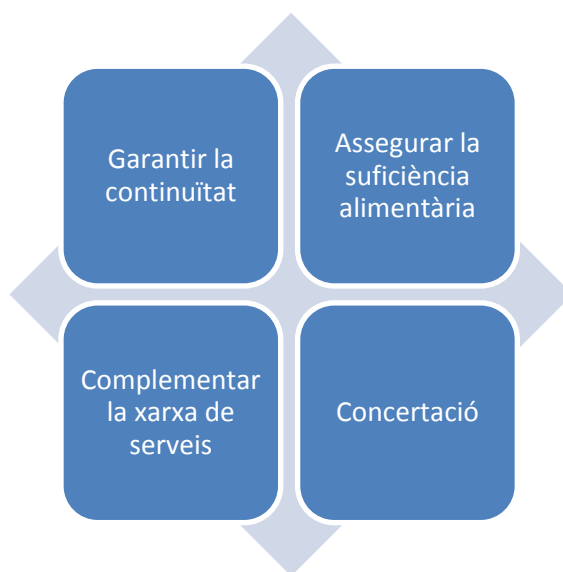 Garantir la
continuïtat
Assegurar la
suficiència
alimentària
Complementar
la xarxa de
serveis
Concertació